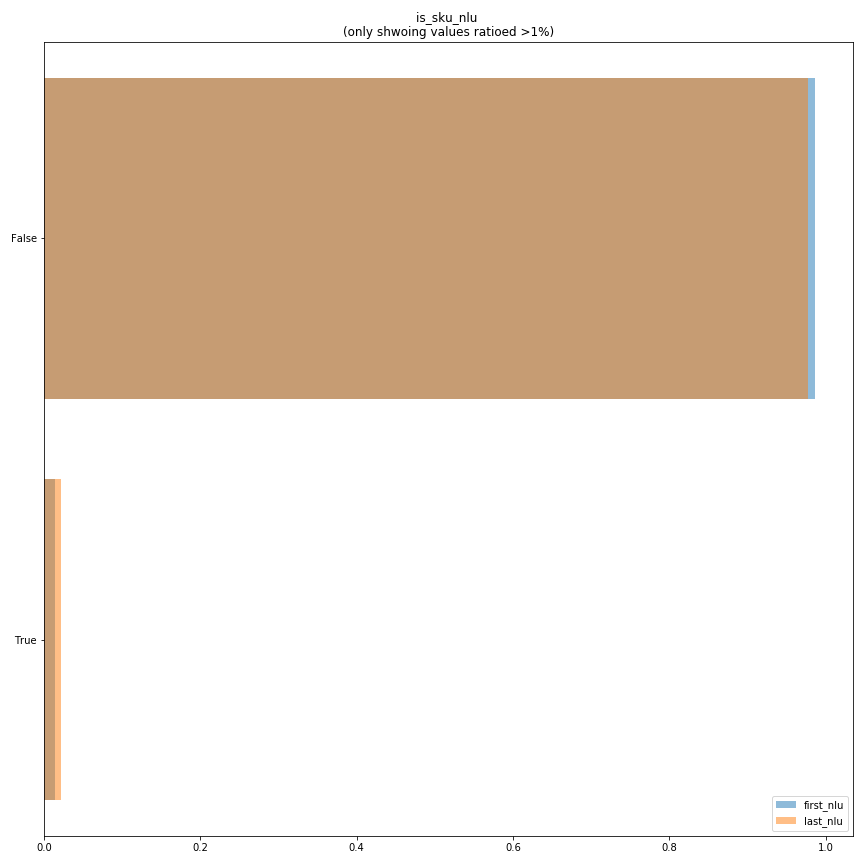 is_sku_nlu
(only shwoing values ratioed >1%)
False
True
first_nlu
last_nlu
0.0 0.2 0.4 0.6 0.8 1.0